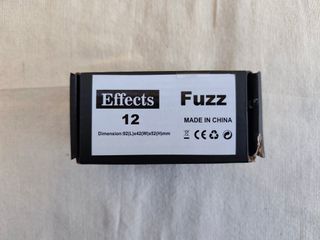 Effects Fuzz
12 MADE IN CHINA
Dimension:92(L)x42(W)x52(H)mm